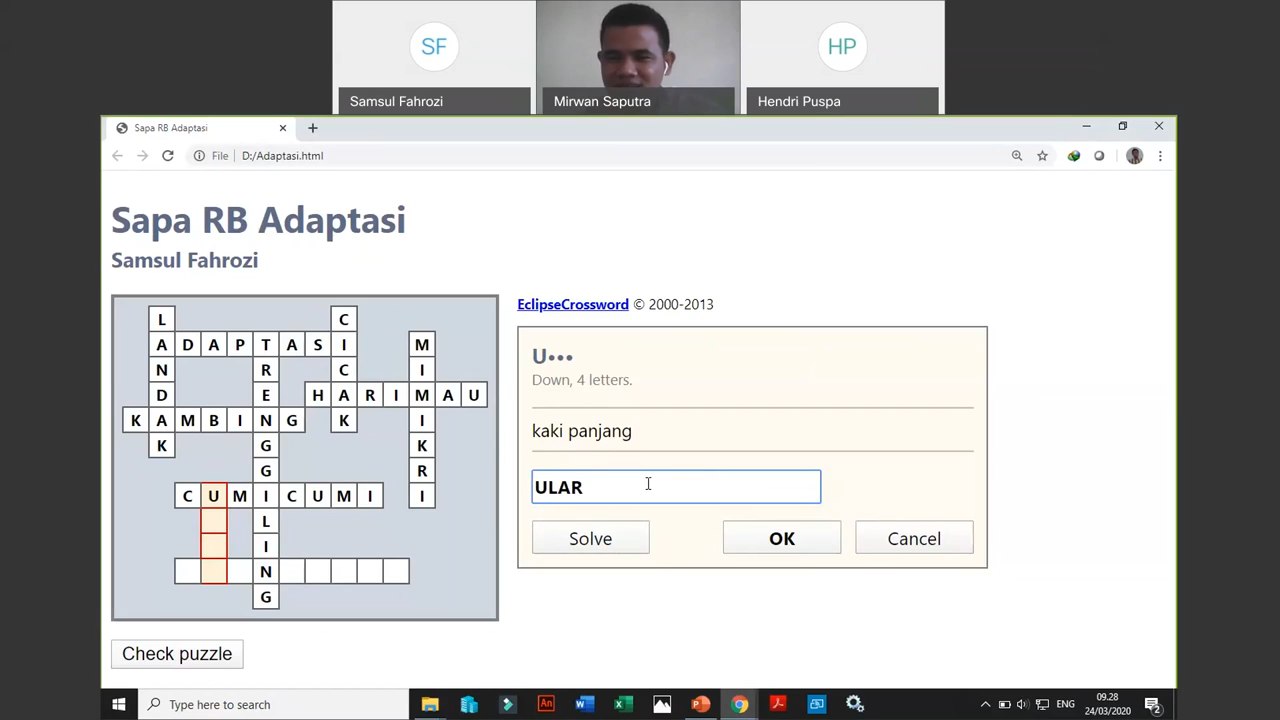 SF
HP
Samsul Fahrozi
Mirwan Saputra
Hendri Puspa
Sapa RB Adaptasi
File
D:/Adaptasi.html
Sapa RB Adaptasi
Samsul Fahrozi
EclipseCrossword © 2000-2013
L C
A D A P T A S I M
N R C I
D E H A R I M A U
K A M B I N G K I
K G K
G R
C U M I C U M I I
L
I
N
G
U•••
Down, 4 letters.
kaki panjang
ULAR
Solve
OK
Cancel
Check puzzle
Type here to search
An
ENG
09.28
24/03/2020
2